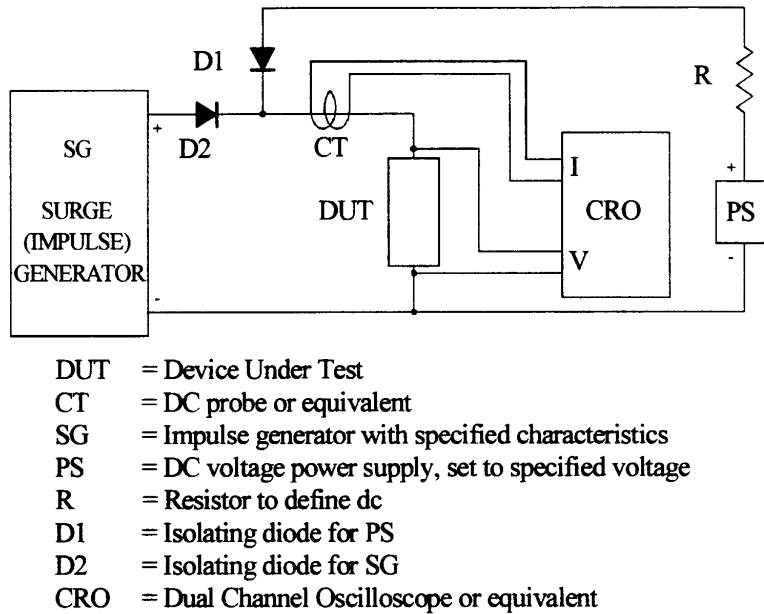 D1
R
+
D2
CT
SG
SURGE
(IMPULSE)
GENERATOR
-
DUT
I
CRO
V
+
PS
-
DUT = Device Under Test
CT = DC probe or equivalent
SG = Impulse generator with specified characteristics
PS = DC voltage power supply, set to specified voltage
R = Resistor to define dc
D1 = Isolating diode for PS
D2 = Isolating diode for SG
CRO = Dual Channel Oscilloscope or equivalent